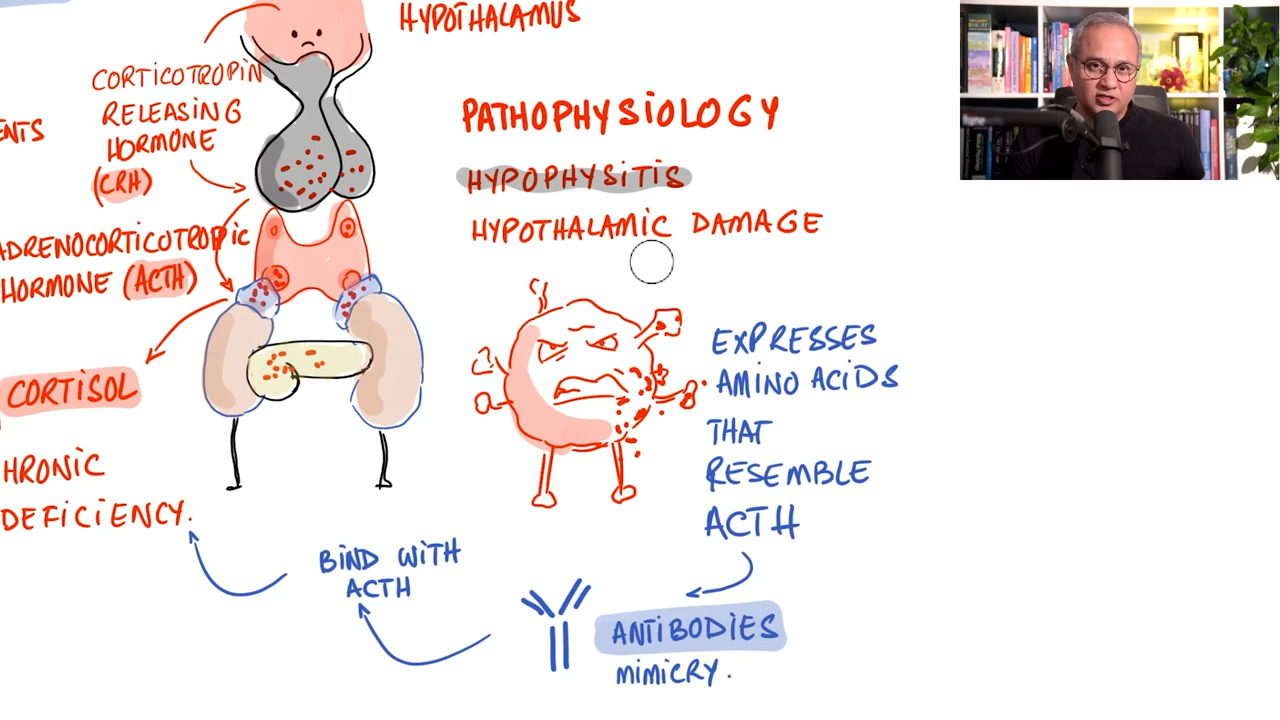 HYPOTHALAMUS
CORTICOTROPIN
RELEASING
HORMONE
(CRH)
ENTS
ADRENOCORTICOTROPIC
HORMONE (ACTH)
CORTISOL
HRONIC
DEFICIENCY.
PATHOPHYSIOLOGY
HYPOPHYSITIS
HYPOTHALAMIC DAMAGE
EXPRESSES
AMINO ACIDS
THAT
RESEMBLE
ACTH
ANTIBODIES
MIMICRY.
BIND WITH
ACTH